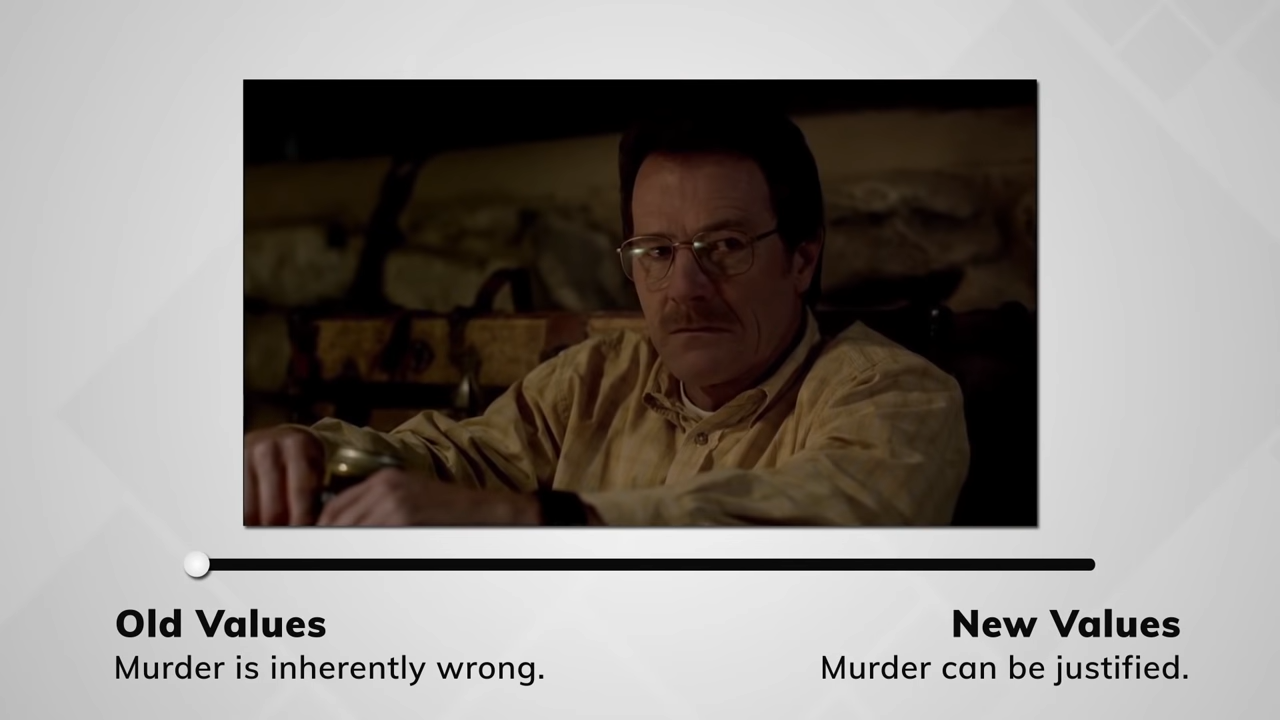 Old Values
Murder is inherently wrong.
New Values
Murder can be justified.